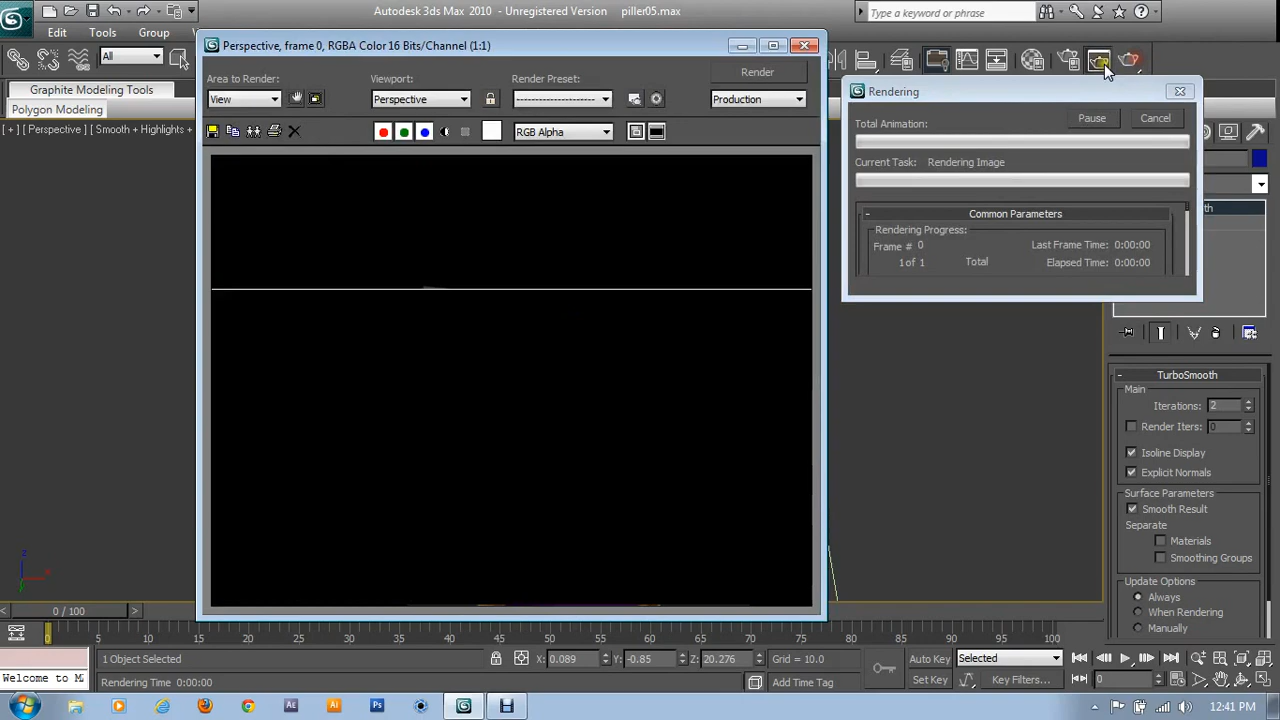 Autodesk 3ds Max 2010 - Unregistered Version piller05.max
Type a keyword or phrase
Edit Tools Group
All
Graphite Modeling Tools
Polygon Modeling
[ + ] [ Perspective ] [ Smooth + Highlights +
Perspective, frame 0, RGBA Color 16 Bits/Channel (1:1)
Area to Render:
View
Viewport:
Perspective
Render Preset:
Render
Production
RGB Alpha
Rendering
Total Animation:
Pause
Cancel
Current Task: Rendering Image
- Common Parameters
Rendering Progress:
Frame # 0
Last Frame Time: 0:00:00
1 of 1 Total
Elapsed Time: 0:00:00
- TurboSmooth
Main
Iterations: 2
Render Iters: 0
Isoline Display
Explicit Normals
Surface Parameters
Smooth Result
Separate
Materials
Smoothing Groups
Update Options
Always
When Rendering
Manually
z
x
y
< 0 / 100 >
0 5 10 15 20 25 30 35 40 45 50 55 60 65 70 75 80 85 90 95 100
1 Object Selected
X: 0.089 Y: -0.85 Z: 20.276 Grid = 10.0
Auto Key Selected
Welcome to M
Rendering Time 0:00:00
Add Time Tag
Set Key Key Filters...
0
Ae Ai Ps
12:41 PM